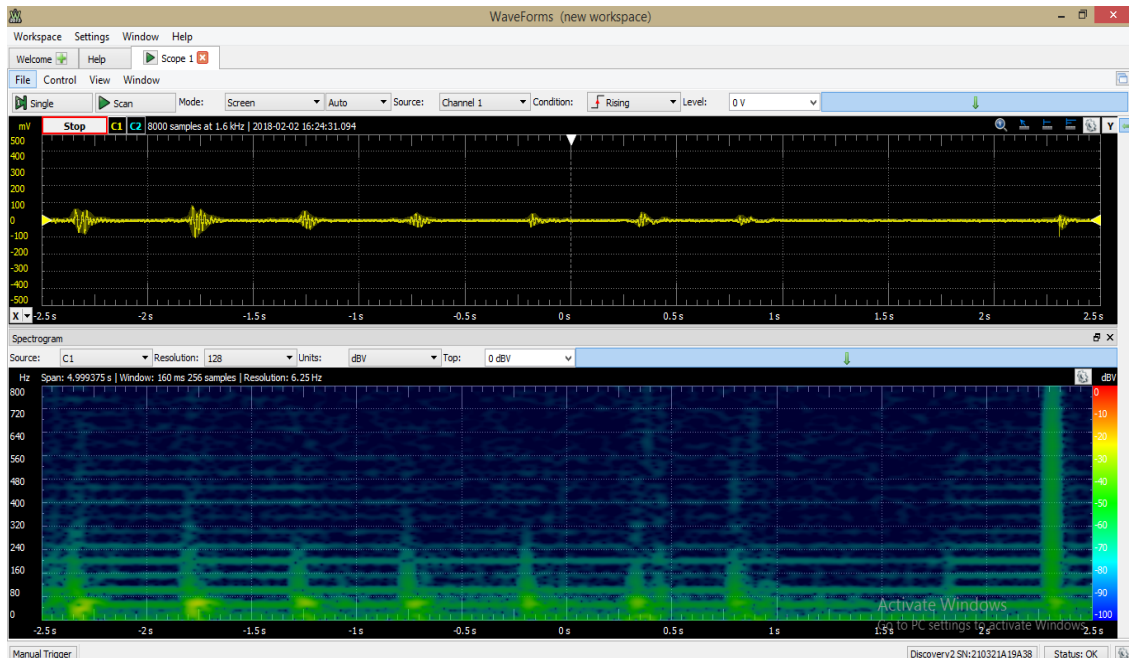 WaveForms (new workspace)
Workspace Settings Window Help
Welcome Help Scope 1
File Control View Window
Single Scan Mode: Screen Auto Source: Channel 1 Condition: Rising Level: 0 V
mV Stop C1 C2 8000 samples at 1.6 kHz | 2018-02-02 16:24:31.094 Y
500
400
300
200
100
0
-100
-200
-300
-400
-500
X -2.5 s -2 s -1.5 s -1 s -0.5 s 0 s 0.5 s 1 s 1.5 s 2 s 2.5 s
Spectrogram
Source: C1 Resolution: 128 Units: dBV Top: 0 dBV
Hz Span: 4.999375 s | Window: 160 ms 256 samples | Resolution: 6.25 Hz dBV
800 0
720 -10
640 -20
560 -30
480 -40
400 -50
320 -60
240 -70
160 -80
80 -90
0 -100
Activate Windows
Go to PC settings to activate Windows.
-2.5 s -2 s -1.5 s -1 s -0.5 s 0 s 0.5 s 1 s 1.5 s 2 s 2.5 s
Manual Trigger Discovery2 SN:210321A19A38 Status: OK